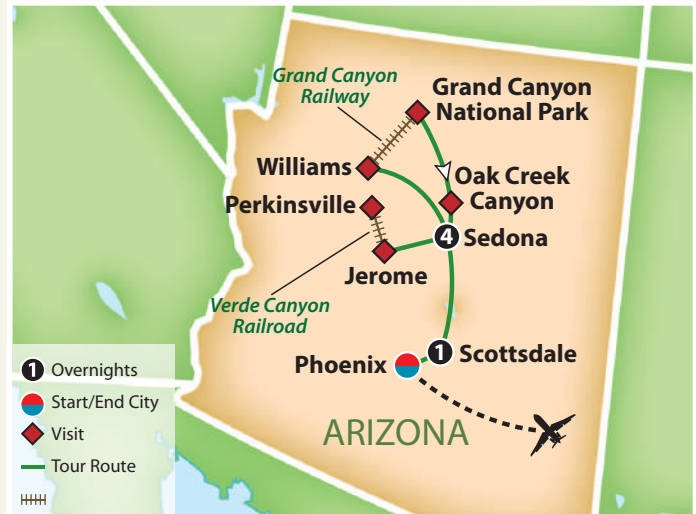 Grand Canyon
Railway
Grand Canyon
National Park
Williams
Oak Creek
Canyon
Perkinsville
4
Sedona
Jerome
Verde Canyon
Railroad
1
Scottsdale
Phoenix
ARIZONA
1 Overnights
Start/End City
Visit
Tour Route